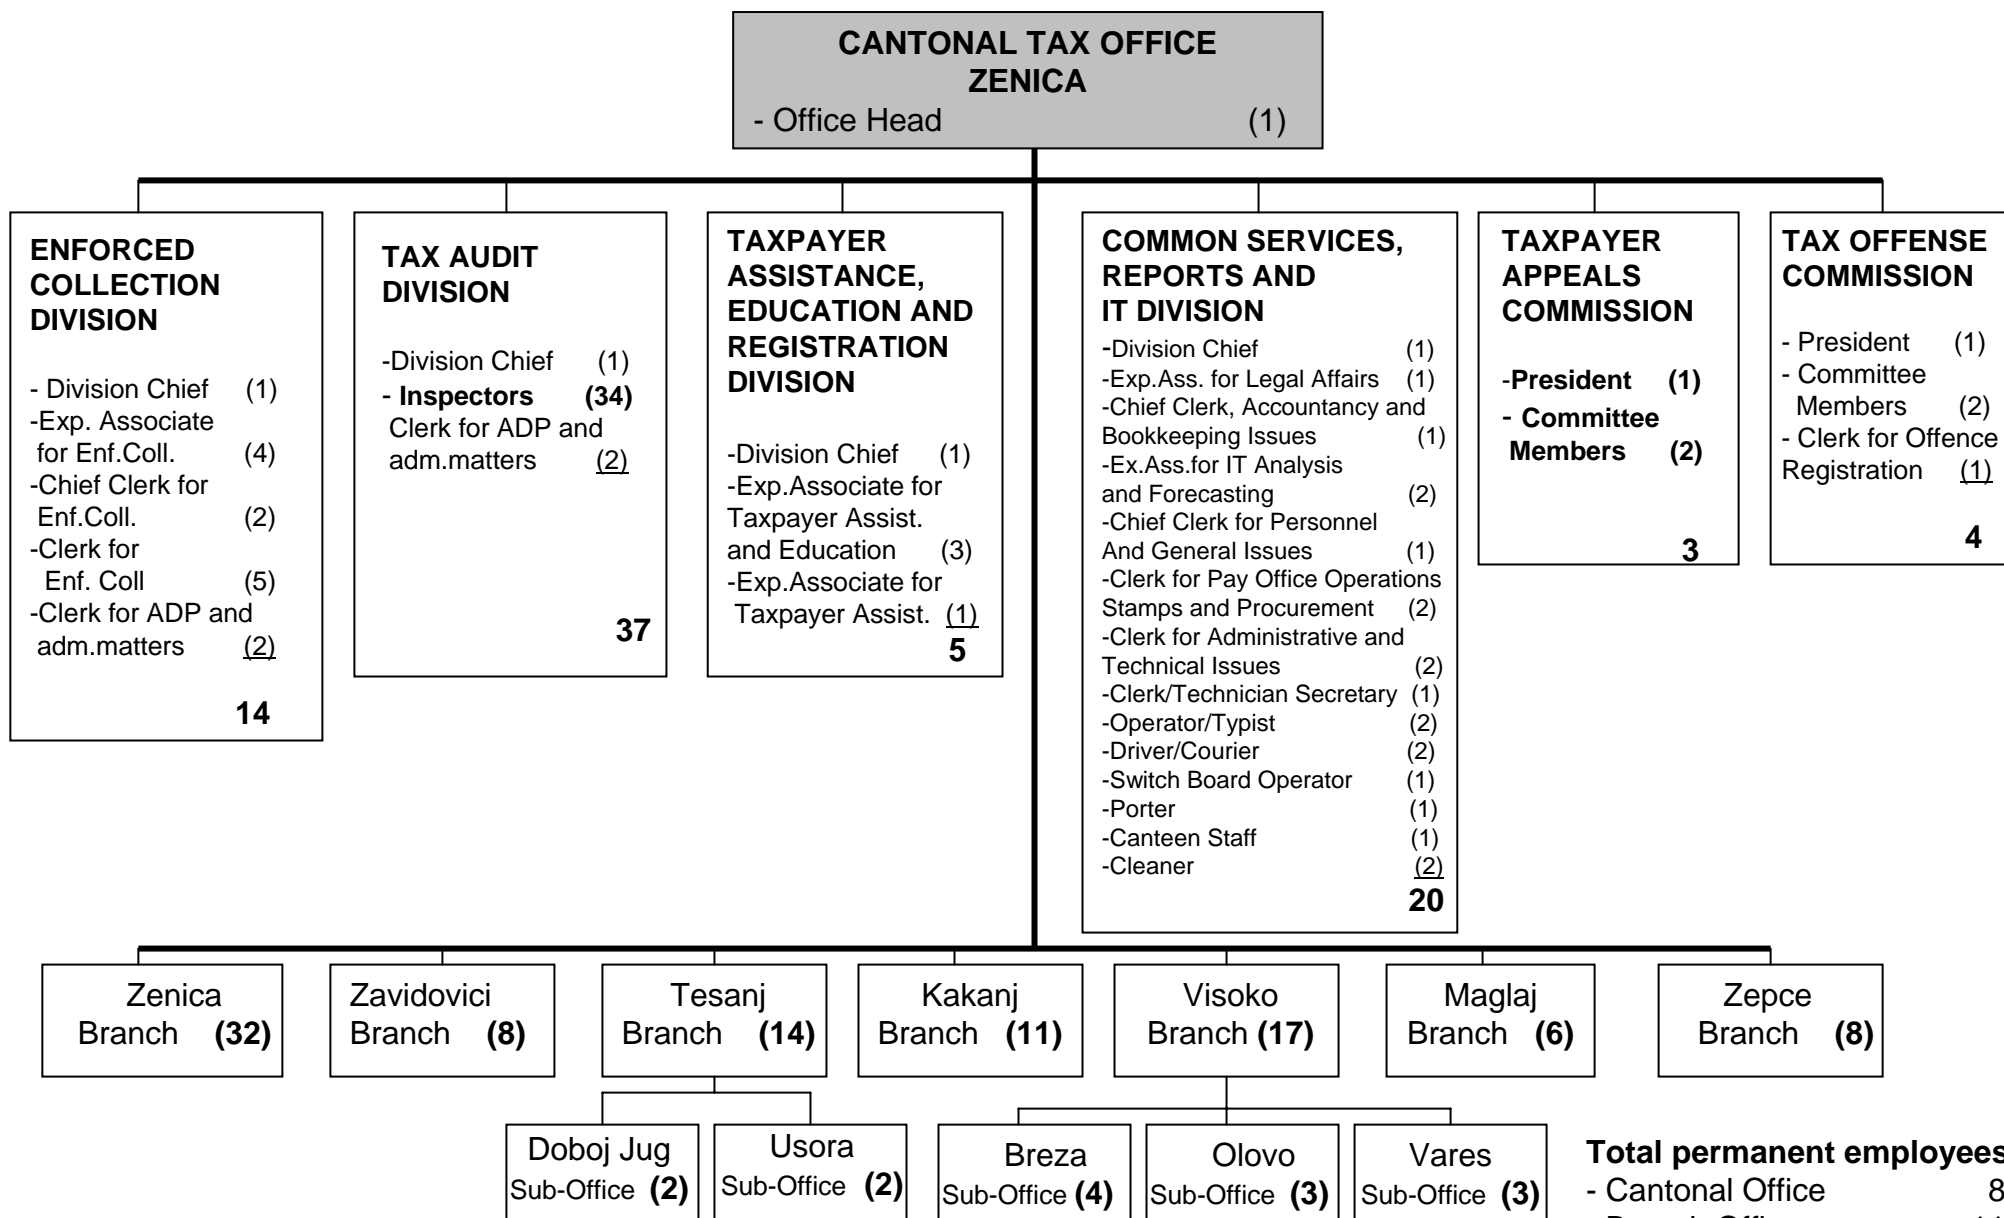 CANTONAL TAX OFFICE
ZENICA
- Office Head (1)
ENFORCED
COLLECTION
DIVISION
- Division Chief (1)
-Exp. Associate
for Enf.Coll. (4)
-Chief Clerk for
Enf.Coll. (2)
-Clerk for
Enf. Coll (5)
-Clerk for ADP and
adm.matters (2)
14
TAX AUDIT
DIVISION
-Division Chief (1)
- Inspectors (34)
Clerk for ADP and
adm.matters (2)
37
TAXPAYER
ASSISTANCE,
EDUCATION AND
REGISTRATION
DIVISION
-Division Chief (1)
-Exp.Associate for
Taxpayer Assist.
and Education (3)
-Exp.Associate for
Taxpayer Assist. (1)
5
COMMON SERVICES,
REPORTS AND
IT DIVISION
-Division Chief (1)
-Exp.Ass. for Legal Affairs (1)
-Chief Clerk, Accountancy and
Bookkeeping Issues (1)
-Ex.Ass.for IT Analysis
and Forecasting (2)
-Chief Clerk for Personnel
And General Issues (1)
-Clerk for Pay Office Operations
Stamps and Procurement (2)
-Clerk for Administrative and
Technical Issues (2)
-Clerk/Technician Secretary (1)
-Operator/Typist (2)
-Driver/Courier (2)
-Switch Board Operator (1)
-Porter (1)
-Canteen Staff (1)
-Cleaner (2)
20
TAXPAYER
APPEALS
COMMISSION
-President (1)
- Committee
Members (2)
3
TAX OFFENSE
COMMISSION
- President (1)
- Committee
Members (2)
- Clerk for Offence
Registration (1)
4
Zenica
Branch (32)
Zavidovici
Branch (8)
Tesanj
Branch (14)
Kakanj
Branch (11)
Visoko
Branch (17)
Maglaj
Branch (6)
Zepce
Branch (8)
Doboj Jug
Sub-Office (2)
Usora
Sub-Office (2)
Breza
Sub-Office (4)
Olovo
Sub-Office (3)
Vares
Sub-Office (3)
Total permanent employees
- Cantonal Office 8